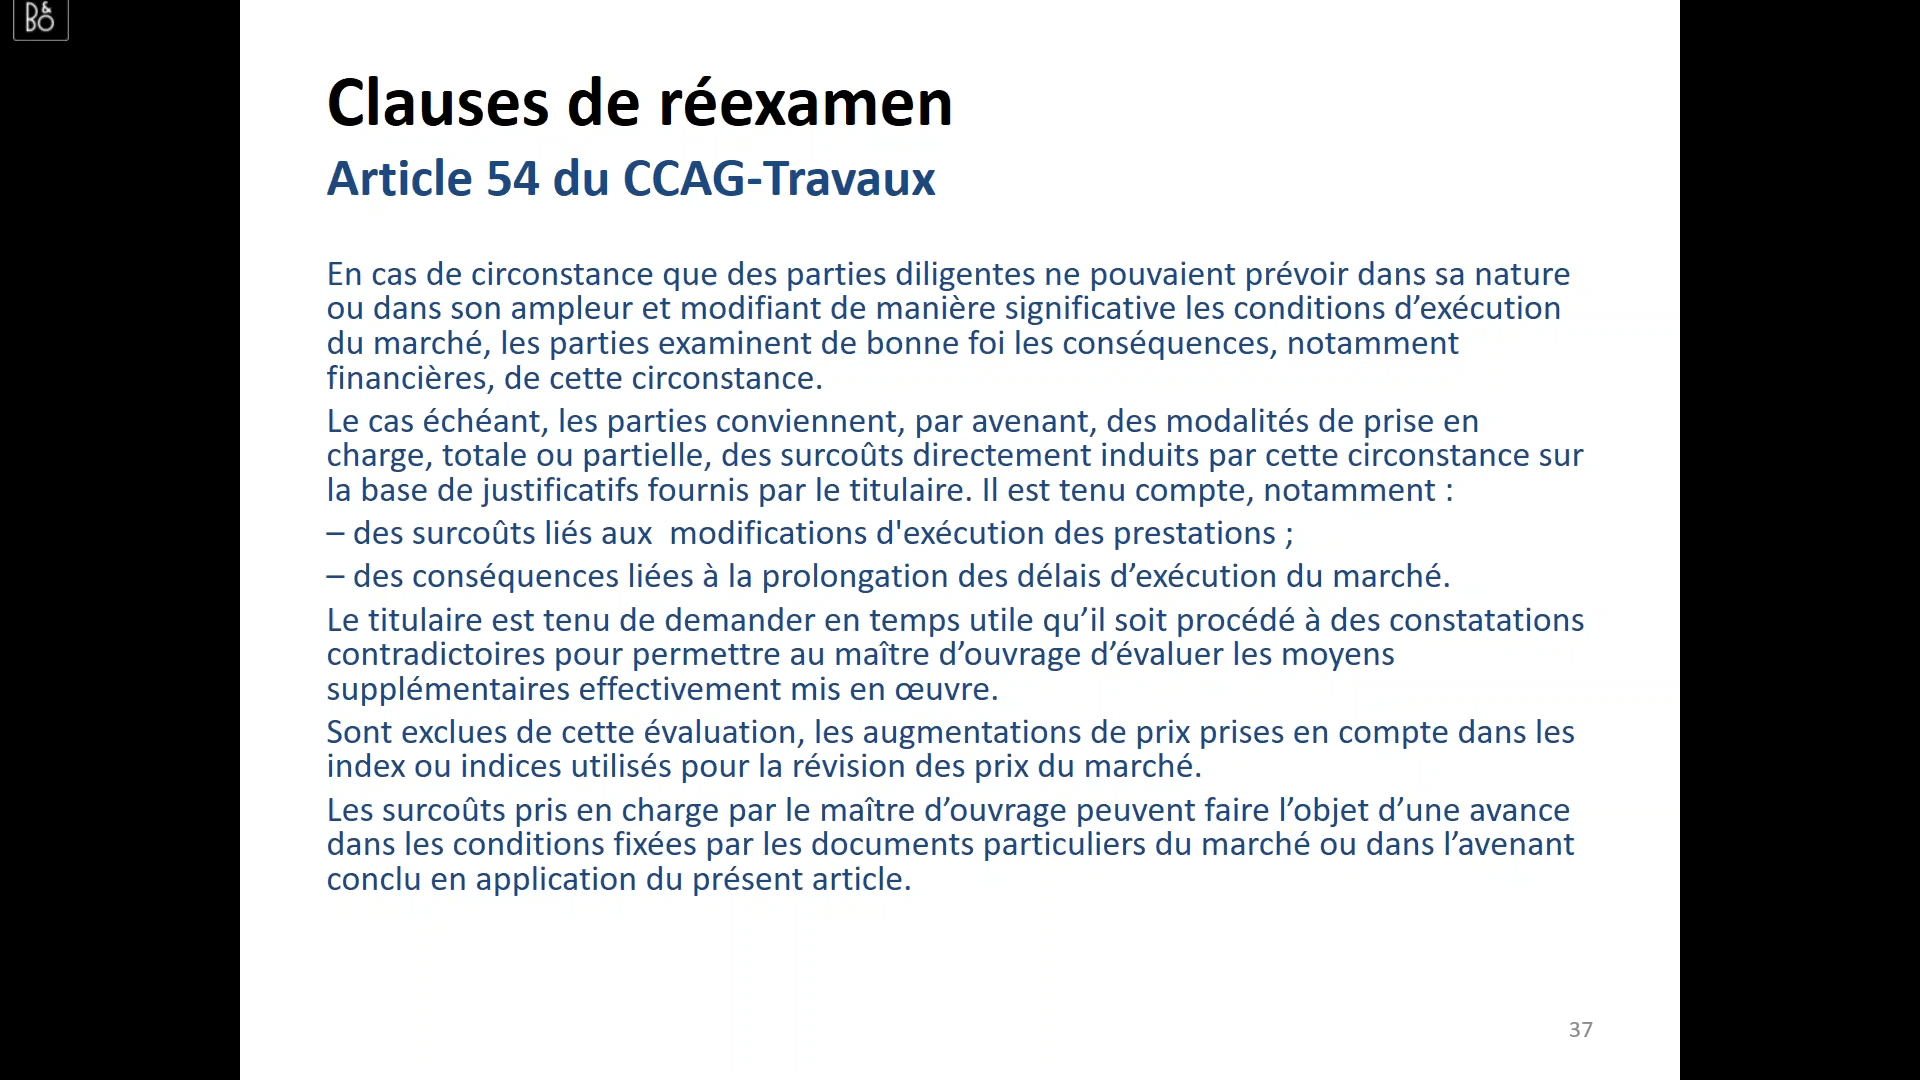 B&O
Clauses de réexamen
Article 54 du CCAG-Travaux
En cas de circonstance que des parties diligentes ne pouvaient prévoir dans sa nature
ou dans son ampleur et modifiant de manière significative les conditions d’exécution
du marché, les parties examinent de bonne foi les conséquences, notamment
financières, de cette circonstance.
Le cas échéant, les parties conviennent, par avenant, des modalités de prise en
charge, totale ou partielle, des surcoûts directement induits par cette circonstance sur
la base de justificatifs fournis par le titulaire. Il est tenu compte, notamment :
– des surcoûts liés aux  modifications d'exécution des prestations ;
– des conséquences liées à la prolongation des délais d’exécution du marché.
Le titulaire est tenu de demander en temps utile qu’il soit procédé à des constatations
contradictoires pour permettre au maître d’ouvrage d’évaluer les moyens
supplémentaires effectivement mis en œuvre.
Sont exclues de cette évaluation, les augmentations de prix prises en compte dans les
index ou indices utilisés pour la révision des prix du marché.
Les surcoûts pris en charge par le maître d’ouvrage peuvent faire l’objet d’une avance
dans les conditions fixées par les documents particuliers du marché ou dans l’avenant
conclu en application du présent article.
37